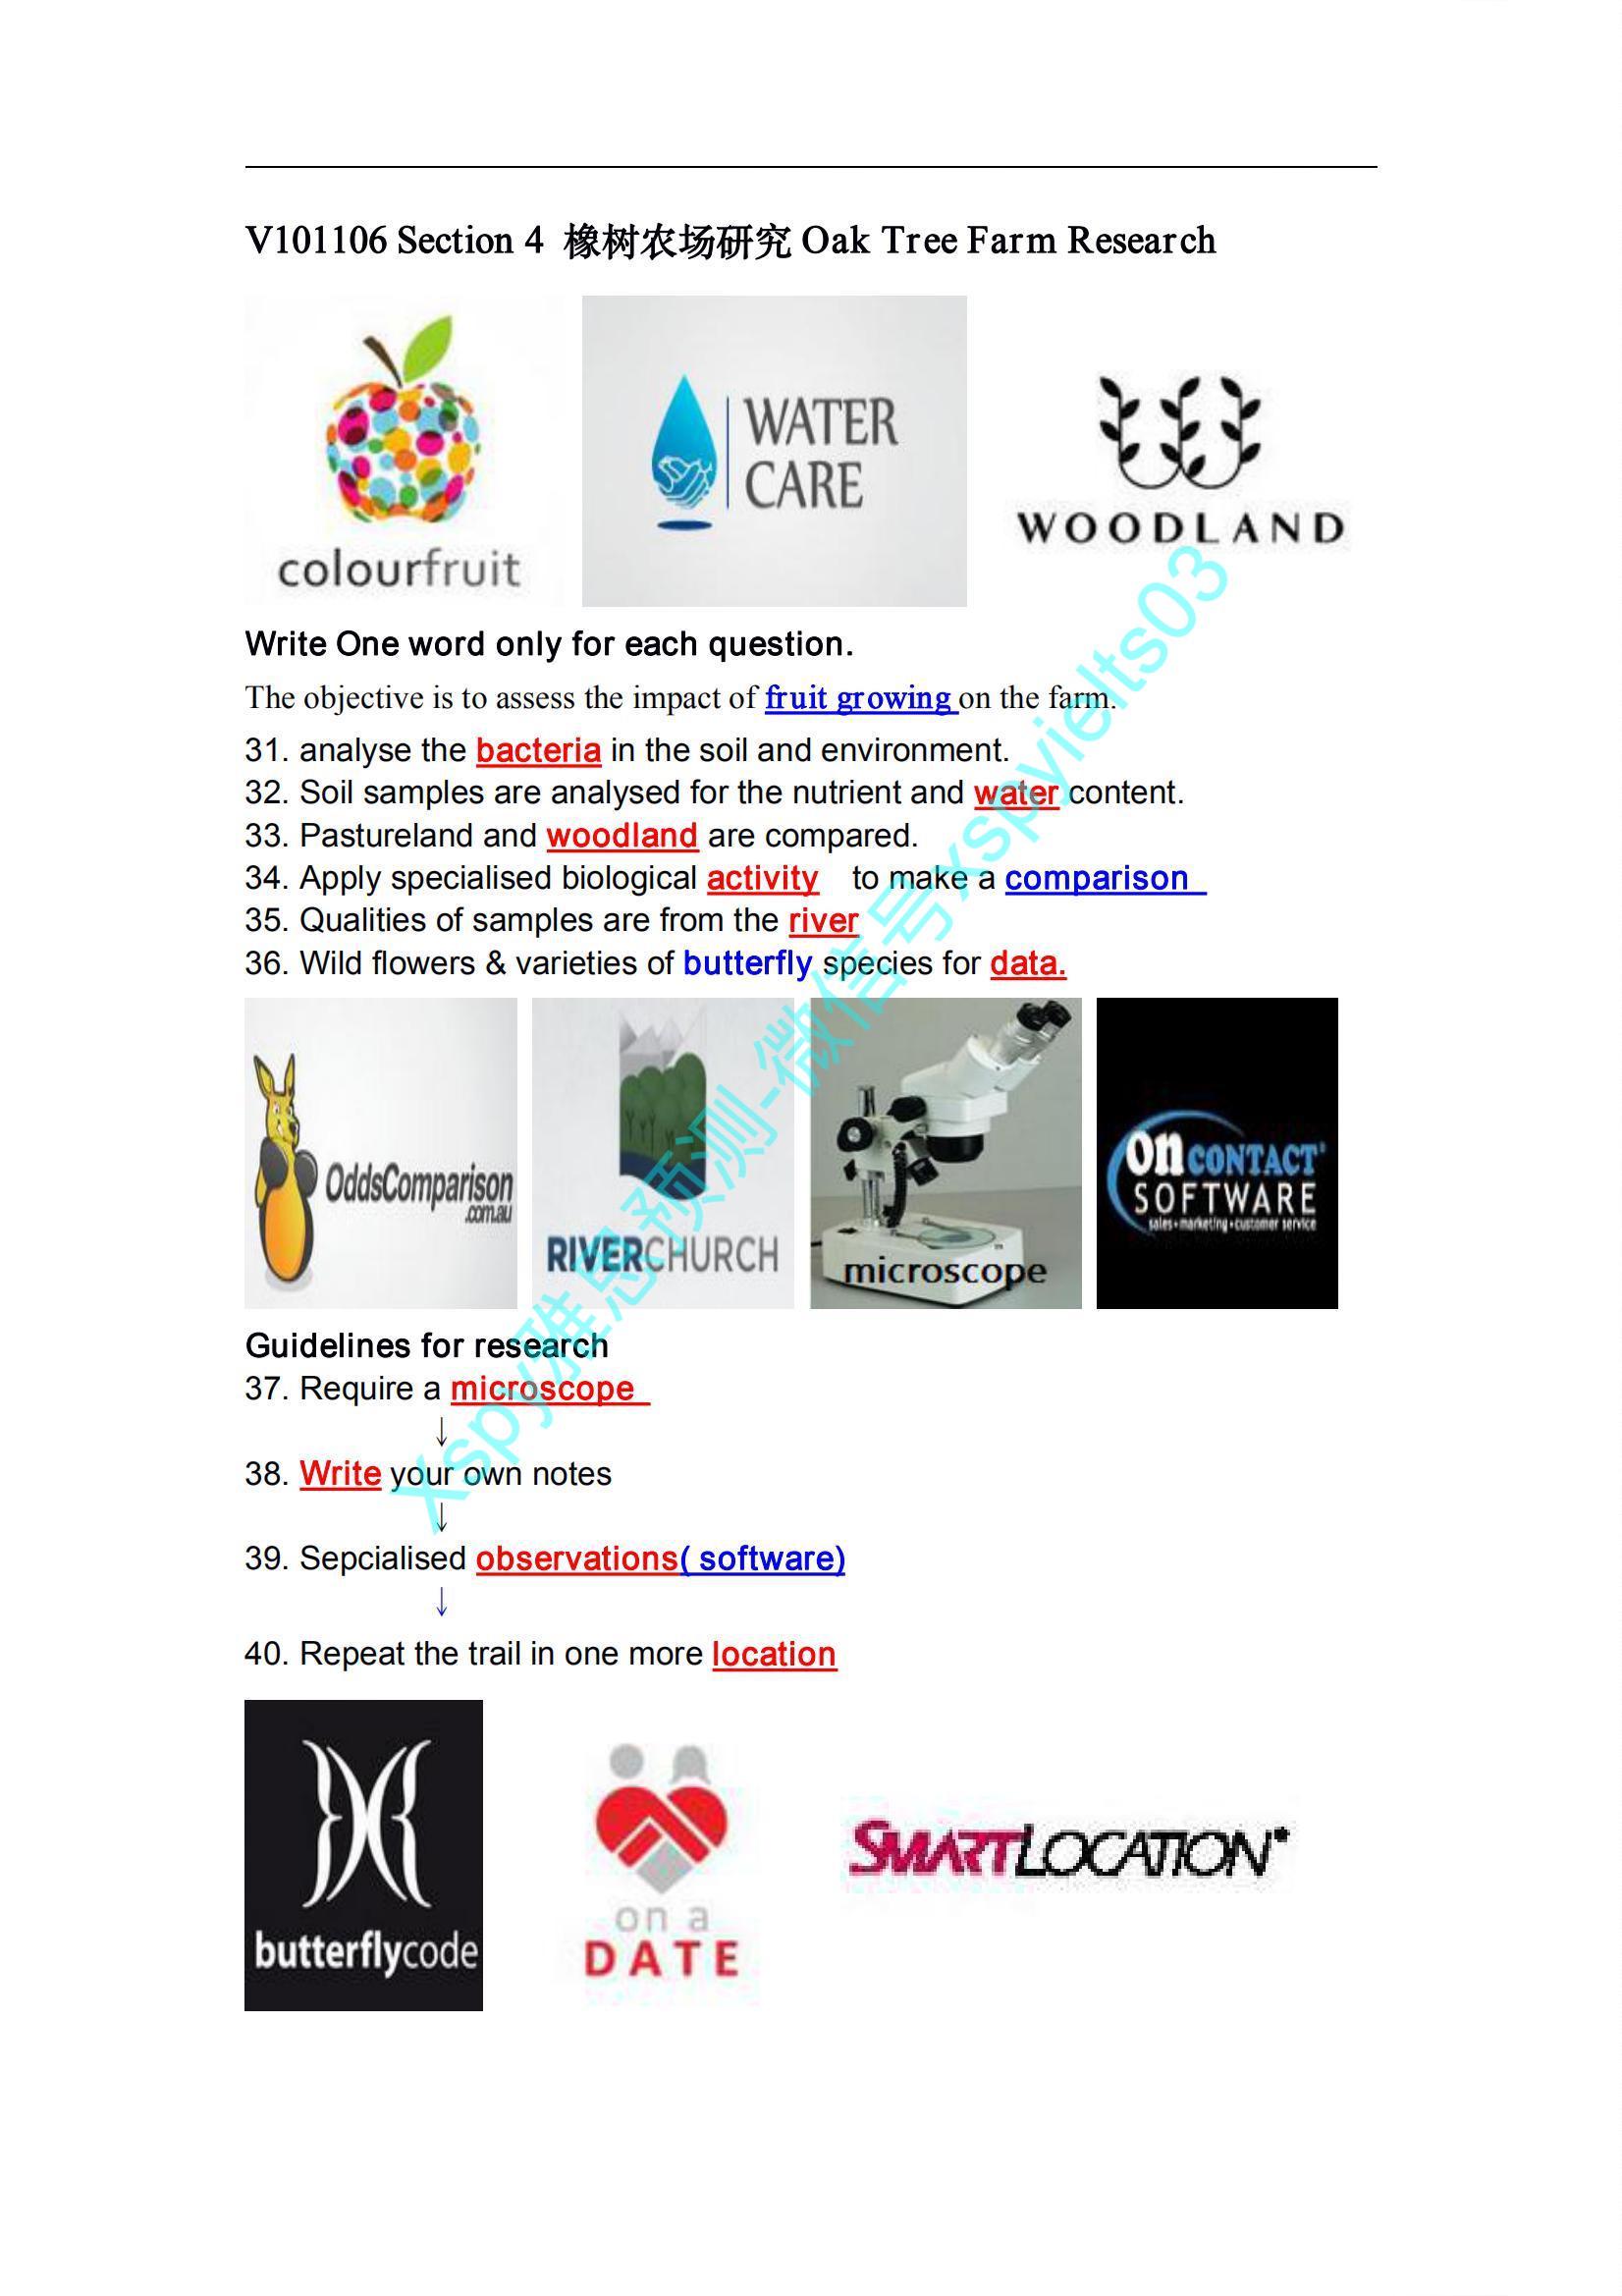 V101106 Section 4 橡树农场研究 Oak Tree Farm Research
colourfruit
WATER
CARE
WOODLAND
Write One word only for each question.
The objective is to assess the impact of fruit growing on the farm.
31. analyse the bacteria in the soil and environment.
32. Soil samples are analysed for the nutrient and water content.
33. Pastureland and woodland are compared.
34. Apply specialised biological activity to make a comparison
35. Qualities of samples are from the river
36. Wild flowers & varieties of butterfly species for data.
OddsComparison
.com.au
RIVERCHURCH
microscope
on CONTACT
SOFTWARE
sales • marketing • customer service
Guidelines for research
37. Require a microscope
↓
38. Write your own notes
↓
39. Sepcialised observations( software)
↓
40. Repeat the trail in one more location
butterflycode
on a
DATE
SMARTLOCATION
Xspy雅思预测-微信号xspyielts03